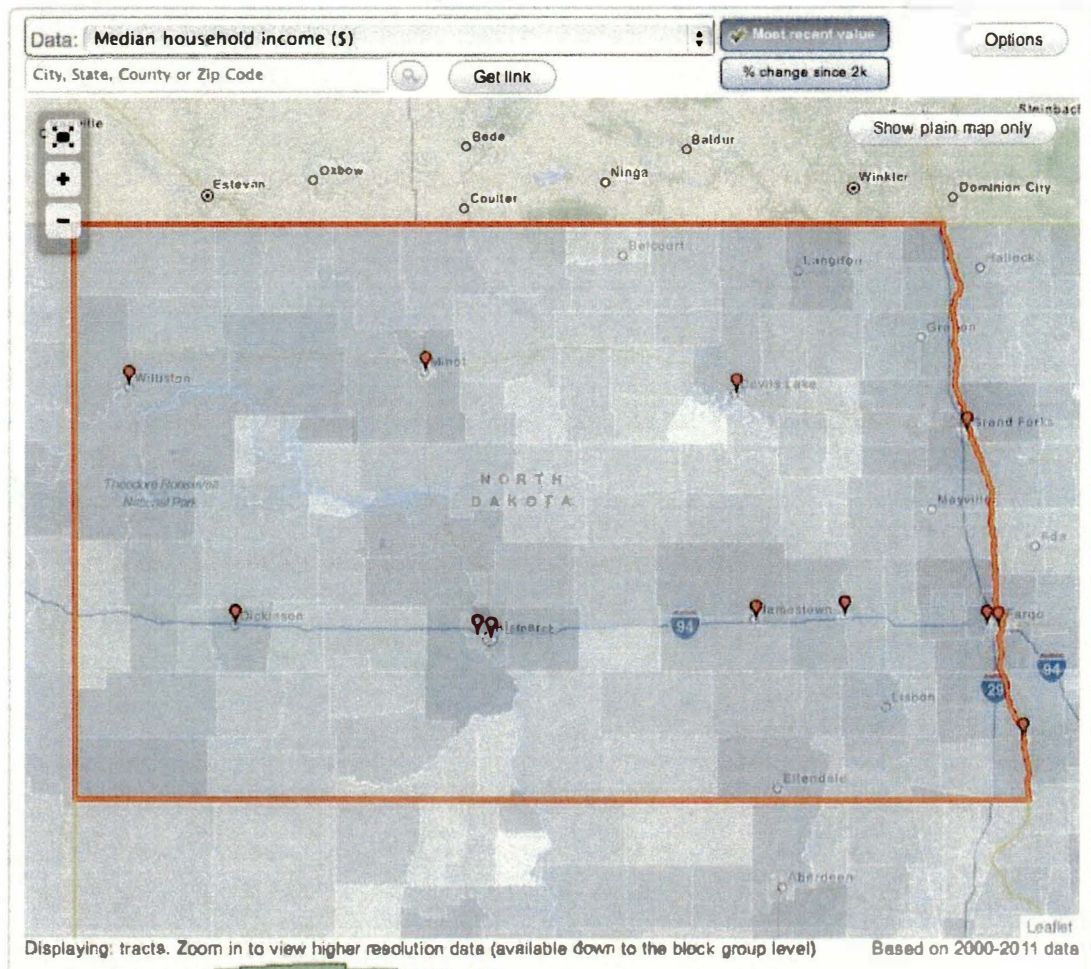 Data: Median household income ($)
Most recent value
Options
City, State, County or Zip Code
Get link
% change since 2k
Show plain map only
+
−
Bede
Baldur
Oxbow
Ninga
Estevan
Winkler
Coulter
Dominion City
Belcourt
Langdon
Hallock
Minot
Williston
Devils Lake
Grand Forks
NORTH
DAKOTA
Theodore Roosevelt
National Park
Mayville
Ada
Dickinson
Jamestown
Fargo
94
94
29
Lisbon
Ellendale
Aberdeen
Leaflet
Displaying: tracts. Zoom in to view higher resolution data (available down to the block group level)
Based on 2000-2011 data